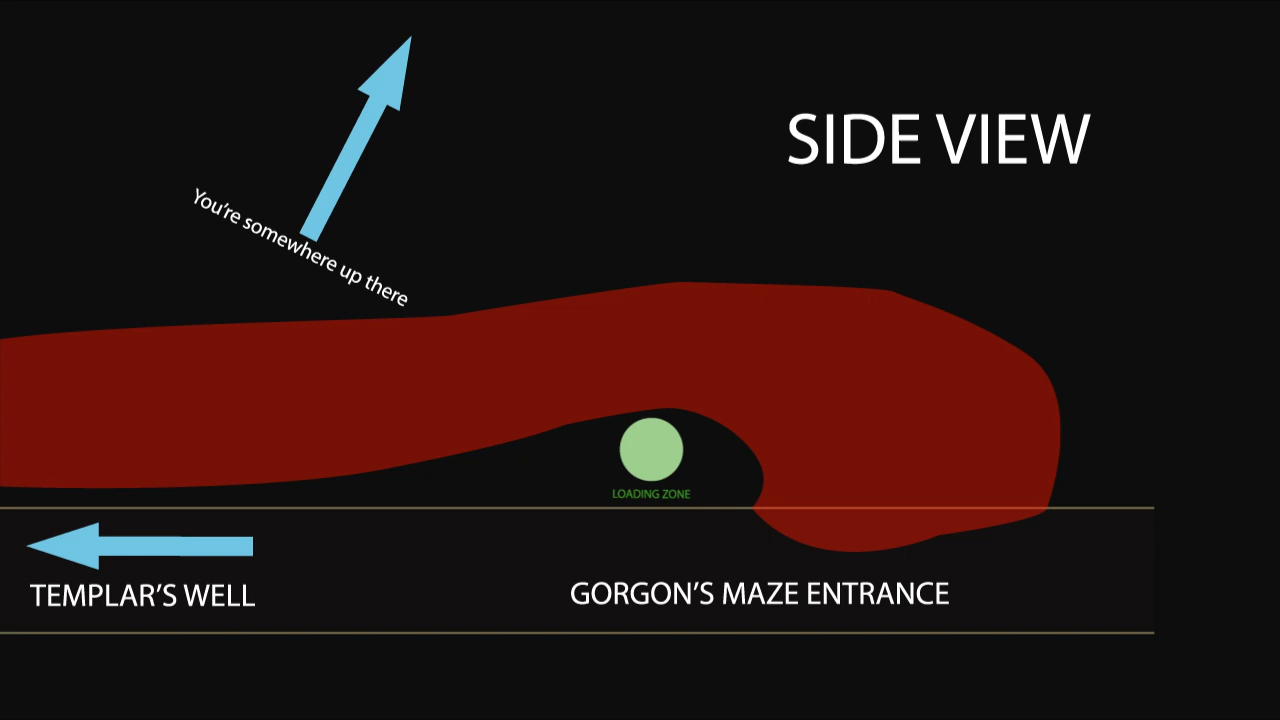 SIDE VIEW
You're somewhere up there
LOADING ZONE
TEMPLAR'S WELL
GORGON'S MAZE ENTRANCE